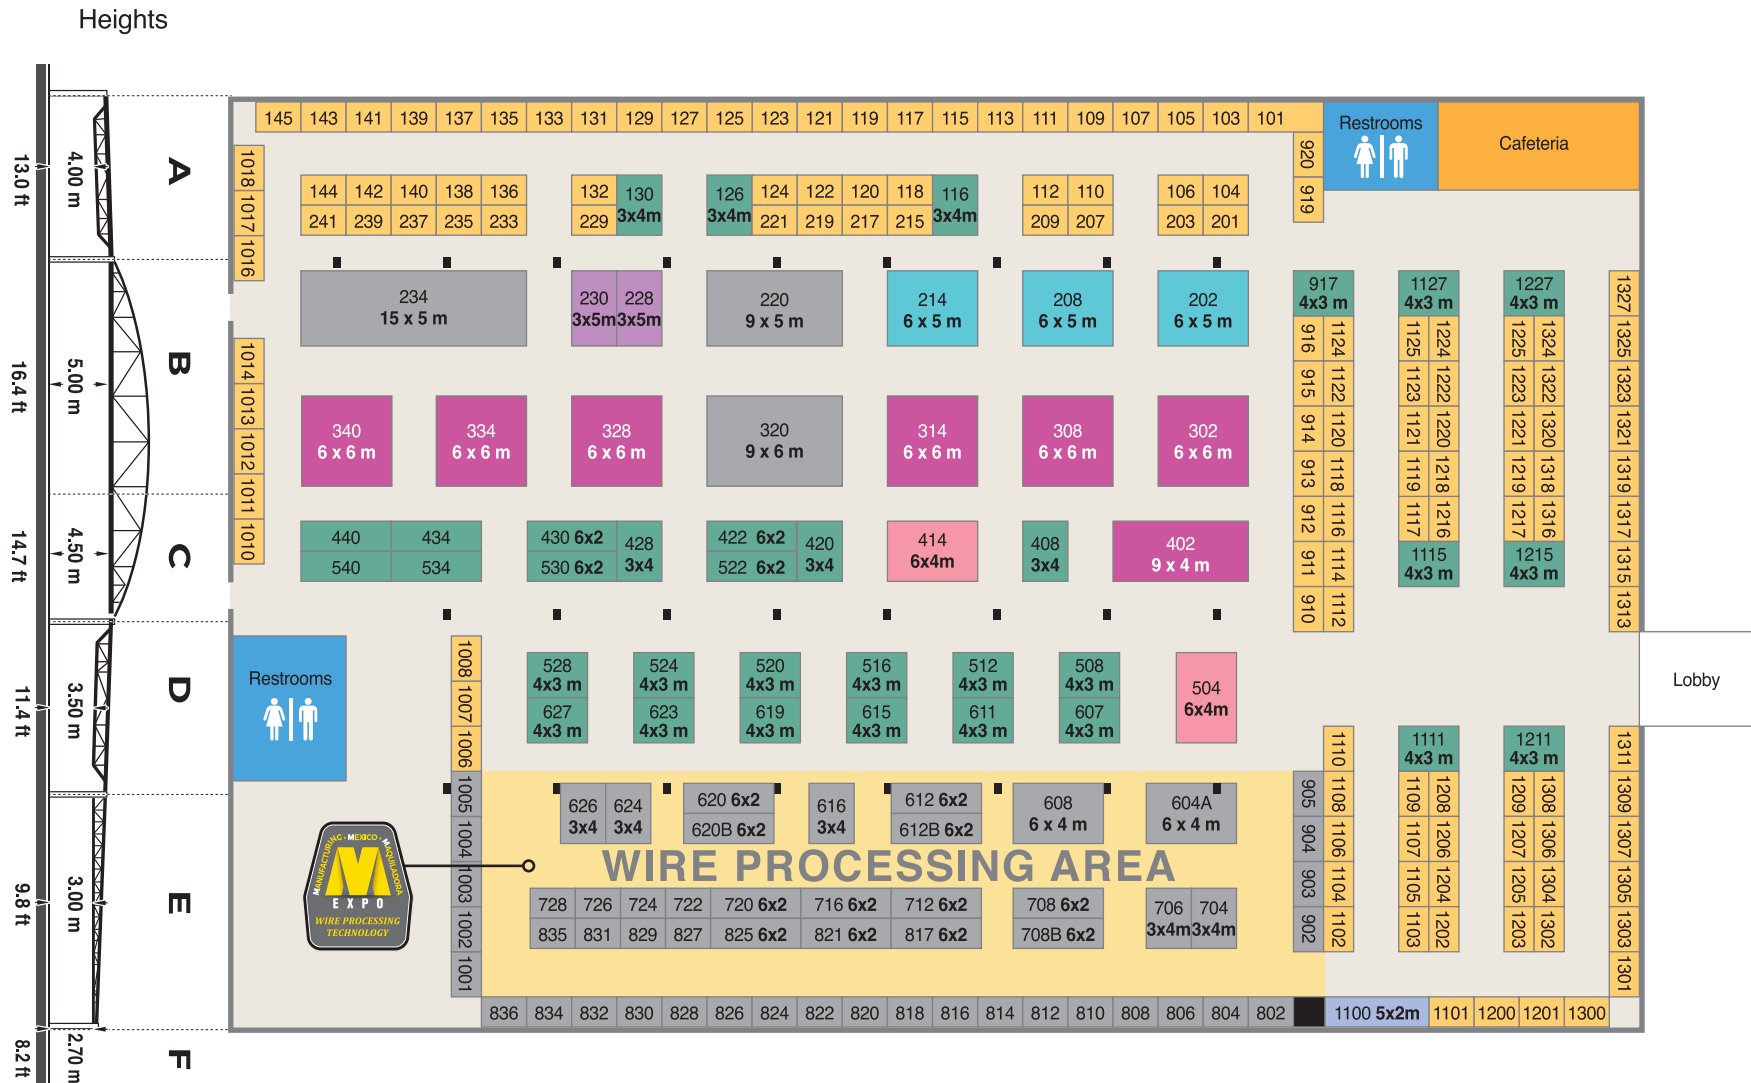 Heights
145 143 141 139 137 135 133 131 129 127 125 123 121 119 117 115 113 111 109 107 105 103 101
Restrooms
Cafeteria
920
919
1018
1017
1016
144 142 140 138 136 132 130 126 124 122 120 118 116 112 110 106 104
3x4m 3x4m 3x4m
241 239 237 235 233 229 221 219 217 215 209 207 203 201
A
4.00 m
13.0 ft
234
15 x 5 m
230
3x5m
228
3x5m
220
9 x 5 m
214
6 x 5 m
208
6 x 5 m
202
6 x 5 m
917
4x3 m
1127
4x3 m
1227
4x3 m
1327
916 1124 1125 1224 1225 1324 1325
915 1122 1123 1222 1223 1322 1323
914 1120 1121 1220 1221 1320 1321
913 1118 1119 1218 1219 1318 1319
912 1116 1117 1216 1217 1316 1317
911 1114
1115
4x3 m
1215
4x3 m
1315
910 1112 1313
B
5.00 m
16.4 ft
1014
1013
1012
1011
1010
340
6 x 6 m
334
6 x 6 m
328
6 x 6 m
320
9 x 6 m
314
6 x 6 m
308
6 x 6 m
302
6 x 6 m
C
4.50 m
14.7 ft
440 434
540 534
430 6x2
530 6x2
428
3x4
422 6x2
522 6x2
420
3x4
414
6x4m
408
3x4
402
9 x 4 m
Lobby
D
3.50 m
11.4 ft
Restrooms
1008
1007
1006
1005
1004
1003
1002
1001
528
4x3 m
627
4x3 m
524
4x3 m
623
4x3 m
520
4x3 m
619
4x3 m
516
4x3 m
615
4x3 m
512
4x3 m
611
4x3 m
508
4x3 m
607
4x3 m
504
6x4m
1110
1111
4x3 m
1211
4x3 m
1311
905 1108 1109 1208 1209 1308 1309
904 1106 1107 1206 1207 1306 1307
903 1104 1105 1204 1205 1304 1305
902 1102 1103 1202 1203 1302 1303
1301
626
3x4
624
3x4
620 6x2
620B 6x2
616
3x4
612 6x2
612B 6x2
608
6 x 4 m
604A
6 x 4 m
WIRE PROCESSING AREA
MANUFACTURING · MEXICO · MAQUILADORA
M
EXPO
WIRE PROCESSING
TECHNOLOGY
E
3.00 m
9.8 ft
728 726 724 722 720 6x2 716 6x2 712 6x2 708 6x2
835 831 829 827 825 6x2 821 6x2 817 6x2 708B 6x2
706
3x4m
704
3x4m
836 834 832 830 828 826 824 822 820 818 816 814 812 810 808 806 804 802
1100 5x2m 1101 1200 1201 1300
F
2.70 m
8.2 ft